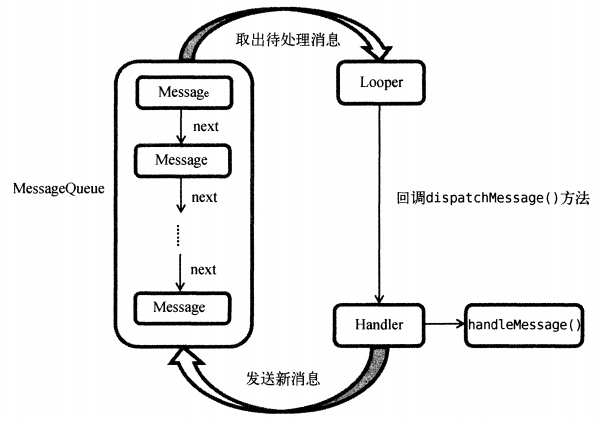 取出待处理消息
Message
Looper
next
Message
MessageQueue
next
回调dispatchMessage()方法
next
Message
Handler
handleMessage()
发送新消息